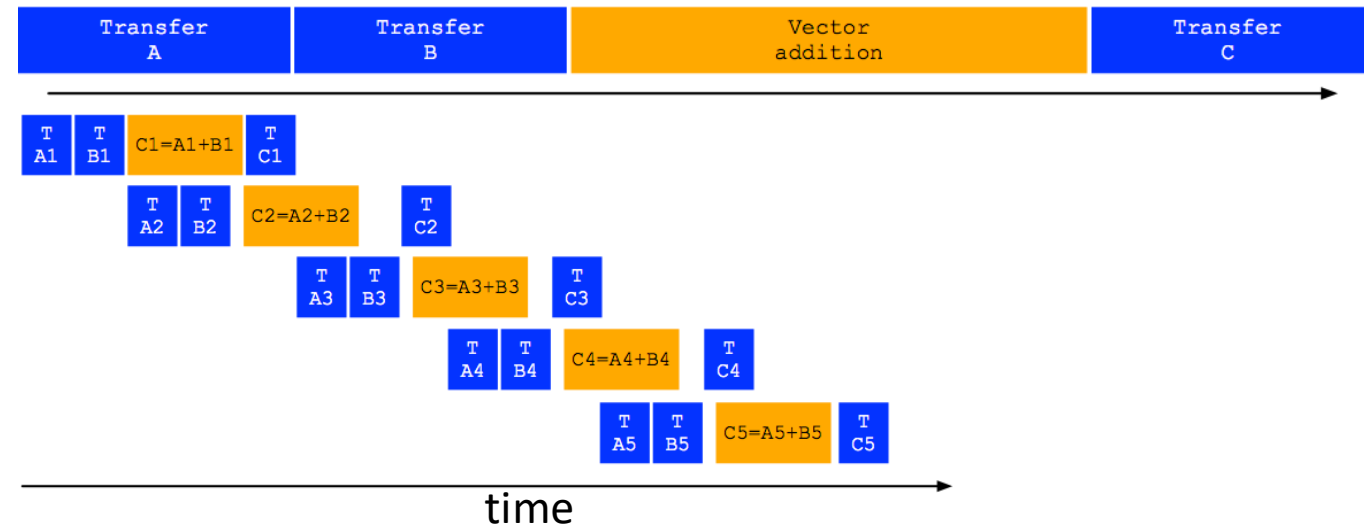 Transfer
A
Transfer
B
Vector
addition
Transfer
C
T
A1
T
B1
C1=A1+B1
T
C1
T
A2
T
B2
C2=A2+B2
T
C2
T
A3
T
B3
C3=A3+B3
T
C3
T
A4
T
B4
C4=A4+B4
T
C4
T
A5
T
B5
C5=A5+B5
T
C5
time